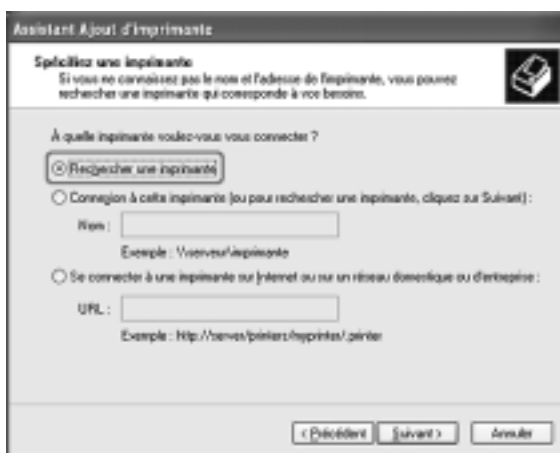 Assistant Ajout d'imprimante
Spécifiez une imprimante
Si vous ne connaissez pas le nom et l'adresse de l'imprimante, vous pouvez
rechercher une imprimante qui corresponde à vos besoins.
À quelle imprimante voulez-vous vous connecter ?
Rechercher une imprimante
Connexion à cette imprimante (ou pour rechercher une imprimante, cliquez sur Suivant) :
Nom :
Exemple : \\serveur\imprimante
Se connecter à une imprimante sur Internet ou sur un réseau domestique ou d'entreprise :
URL :
Exemple : http://server/printers/myprinter/.printer
< Précédent
Suivant >
Annuler